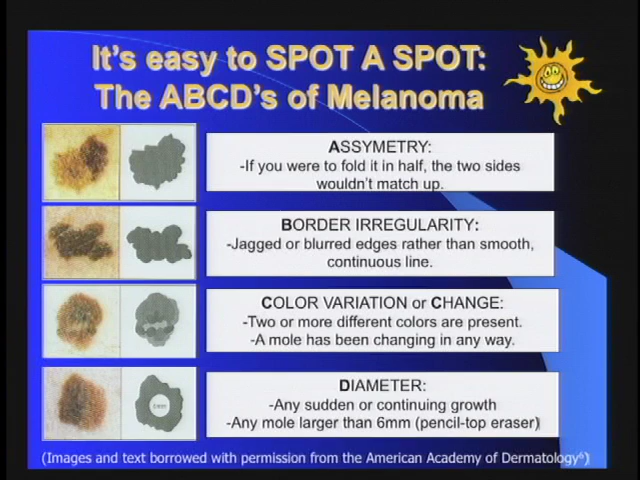 It's easy to SPOT A SPOT:
The ABCD's of Melanoma
ASSYMETRY:
-If you were to fold it in half, the two sides
wouldn't match up.
BORDER IRREGULARITY:
-Jagged or blurred edges rather than smooth,
continuous line.
COLOR VARIATION or CHANGE:
-Two or more different colors are present.
-A mole has been changing in any way.
DIAMETER:
-Any sudden or continuing growth
-Any mole larger than 6mm (pencil-top eraser)
6mm
(Images and text borrowed with permission from the American Academy of Dermatology⁶)